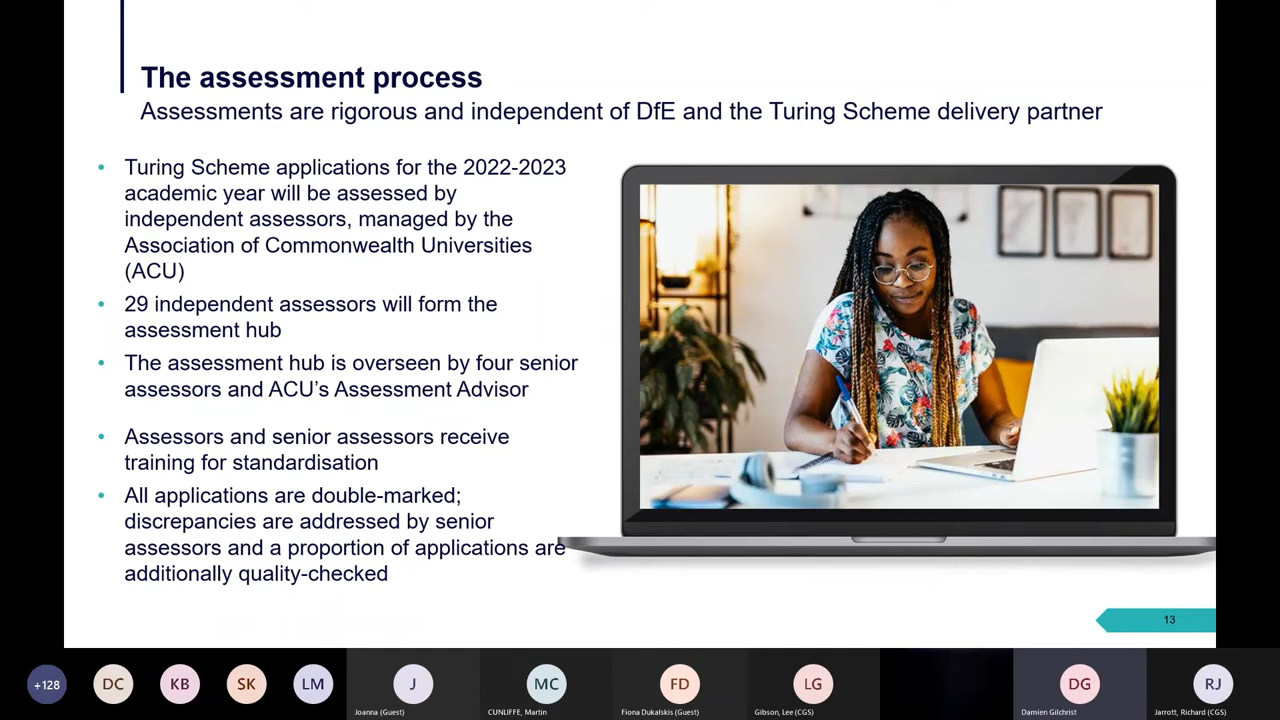 The assessment process
Assessments are rigorous and independent of DfE and the Turing Scheme delivery partner
• Turing Scheme applications for the 2022-2023
academic year will be assessed by
independent assessors, managed by the
Association of Commonwealth Universities
(ACU)
• 29 independent assessors will form the
assessment hub
• The assessment hub is overseen by four senior
assessors and ACU’s Assessment Advisor
• Assessors and senior assessors receive
training for standardisation
• All applications are double-marked;
discrepancies are addressed by senior
assessors and a proportion of applications are
additionally quality-checked
13
+128
DC
KB
SK
LM
J
Joanna (Guest)
MC
CUNLIFFE, Martin
FD
Fiona Dukalskis (Guest)
LG
Gibson, Lee (CGS)
DG
Damien Gilchrist
RJ
Jarrott, Richard (CGS)